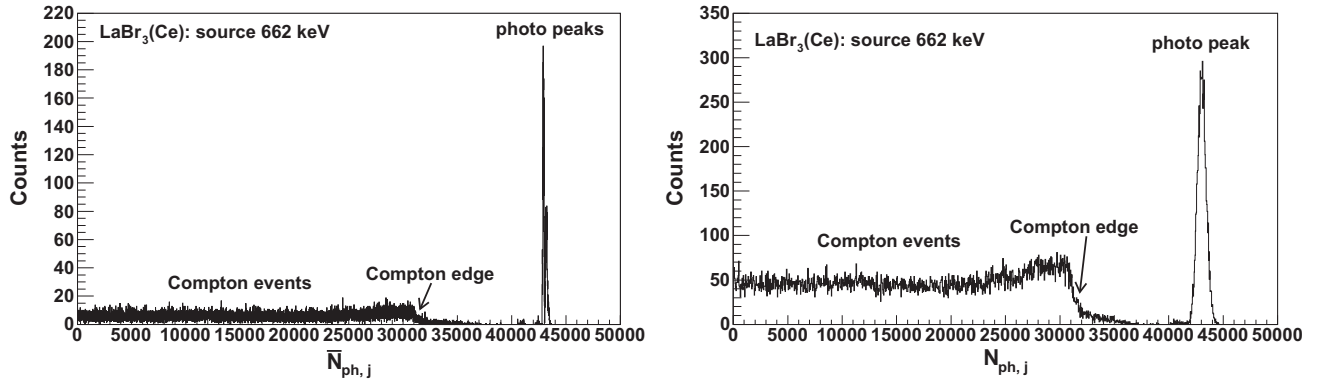 LaBr3(Ce): source 662 keV
photo peaks
Counts
220
200
180
160
140
120
100
80
60
40
20
0
Compton events
Compton edge
0 5000 10000 15000 20000 25000 30000 35000 40000 45000 50000
N̅ph, j
LaBr3(Ce): source 662 keV
photo peak
Counts
350
300
250
200
150
100
50
0
Compton events
Compton edge
0 5000 10000 15000 20000 25000 30000 35000 40000 45000 50000
Nph, j